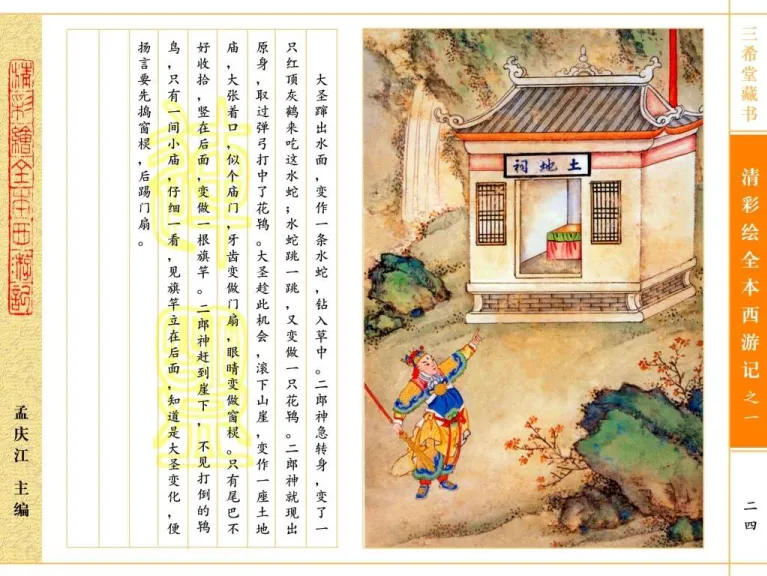 三希堂藏书
清彩绘全本西游记之一
二四
土地祠
大圣蹿出水面,变作一条水蛇,钻入草中。二郎神急转身,变了一
只红顶灰鹤来吃这水蛇;水蛇跳一跳,又变做一只花鸨。二郎神就现出
原身,取过弹弓打中了花鸨。大圣趁此机会,滚下山崖,变作一座土地
庙,大张着口,似个庙门,牙齿变做门扇,眼睛变做窗棂。只有尾巴不
好收拾,竖在后面,变做一根旗竿。二郎神赶到崖下,不见打倒的鸨
鸟,只有一间小庙,仔细一看,见旗竿立在后面,知道是大圣变化,便
扬言要先捣窗棂,后踢门扇。
清彩繪全本西游記
孟庆江 主编